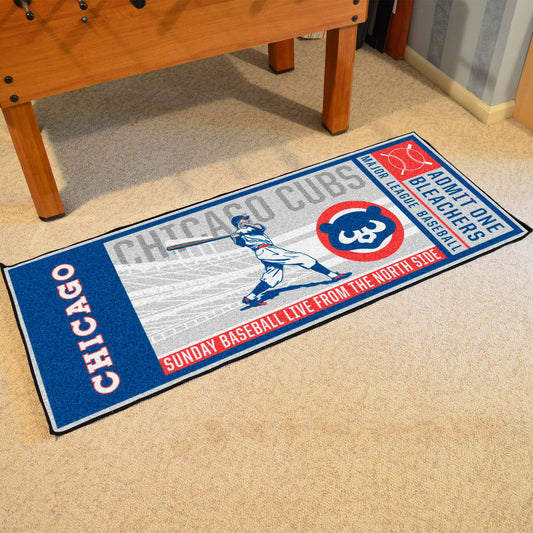 CHICAGO
CHICAGO CUBS
SUNDAY BASEBALL LIVE FROM THE NORTH SIDE
MAJOR LEAGUE BASEBALL
ADMIT ONE
BLEACHERS